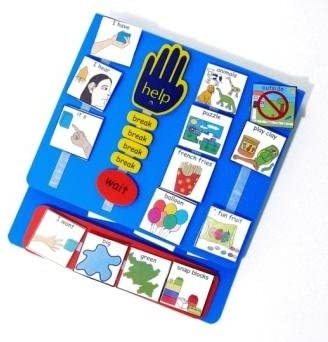 I have
I hear
it's
help
break
break
break
break
wait
animals
puzzle
french fries
balloon
outside
play clay
fun fruit
I want
big
green
snap blocks